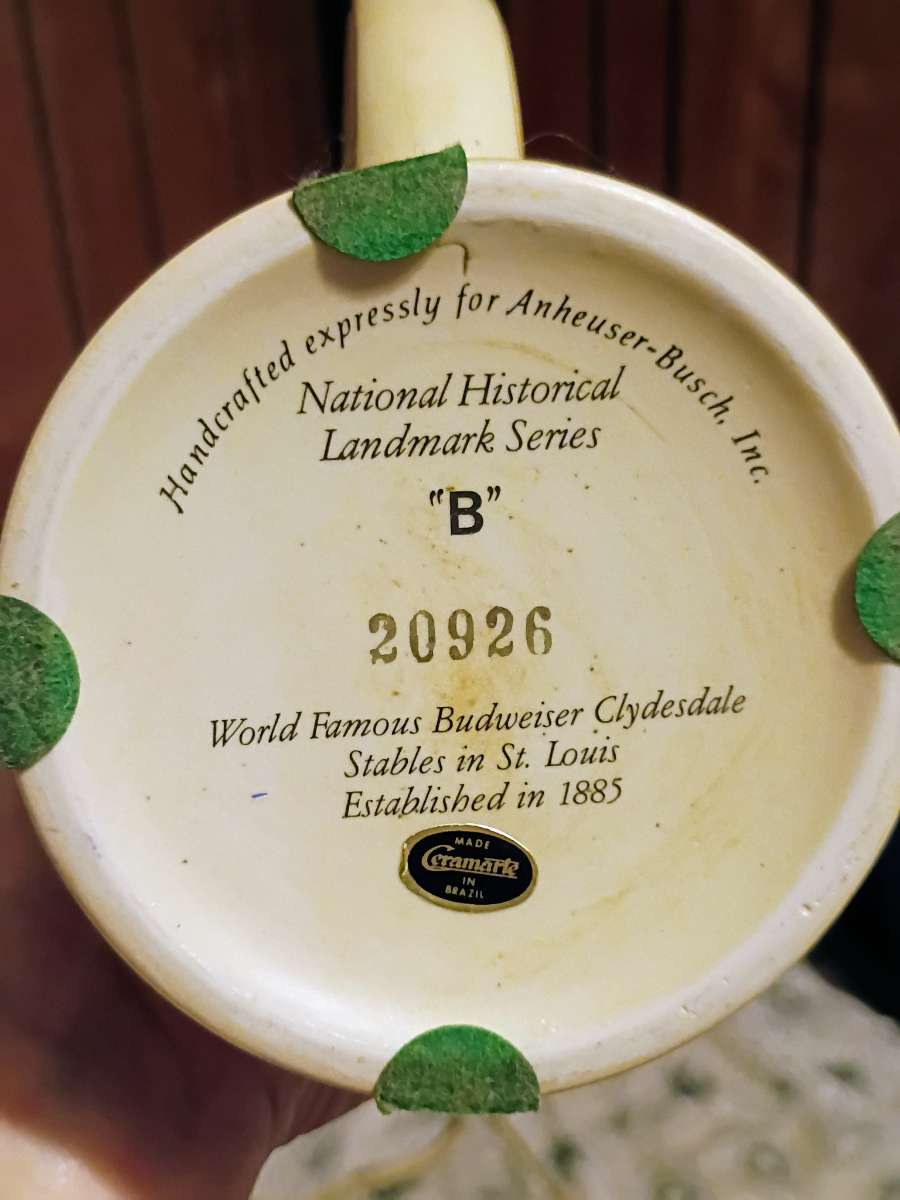 Handcrafted expressly for Anheuser-Busch, Inc.
National Historical
Landmark Series
"B"
20926
World Famous Budweiser Clydesdale
Stables in St. Louis
Established in 1885
MADE
Ceramarte
IN
BRAZIL